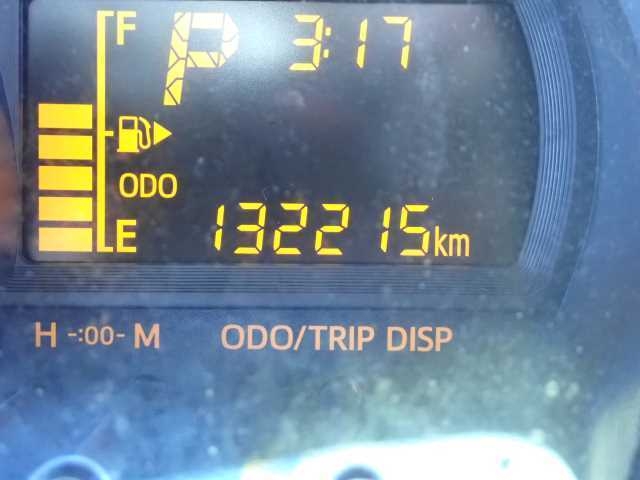 F P 3:17
ODO
E 132215km
H -:00- M ODO/TRIP DISP